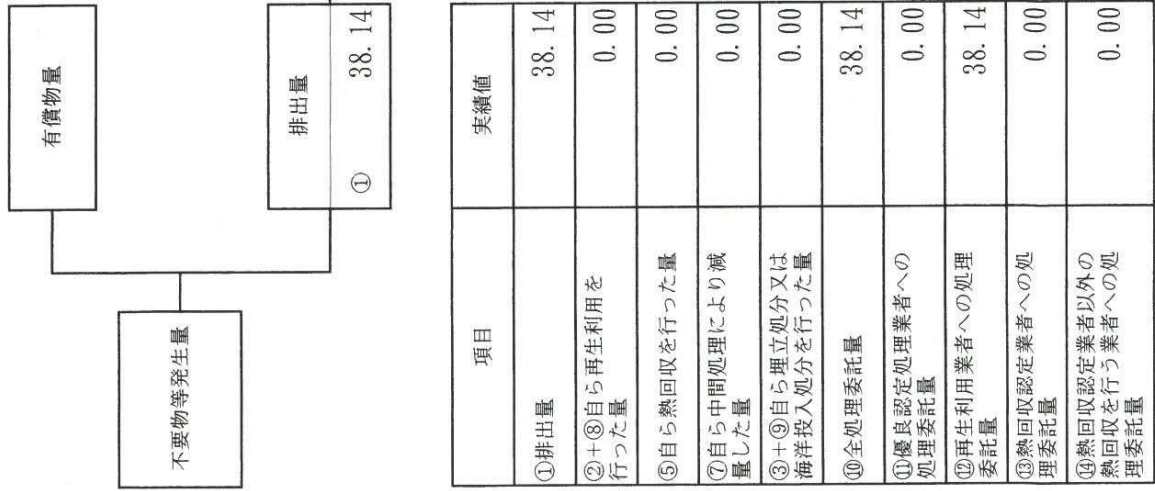 有償物量
不要物等発生量
排出量
① 38.14
項目 実績値
①排出量 38.14
②+⑧自ら再生利用を
行った量 0.00
⑤自ら熱回収を行った量 0.00
⑦自ら中間処理により減
量した量 0.00
③+⑨自ら埋立処分又は
海洋投入処分を行った量 0.00
⑩全処理委託量 38.14
⑪優良認定処理業者への
処理委託量 0.00
⑫再生利用業者への処理
委託量 38.14
⑬熱回収認定業者への処
理委託量 0.00
⑭熱回収認定業者以外の
熱回収を行う業者への処
理委託量 0.00